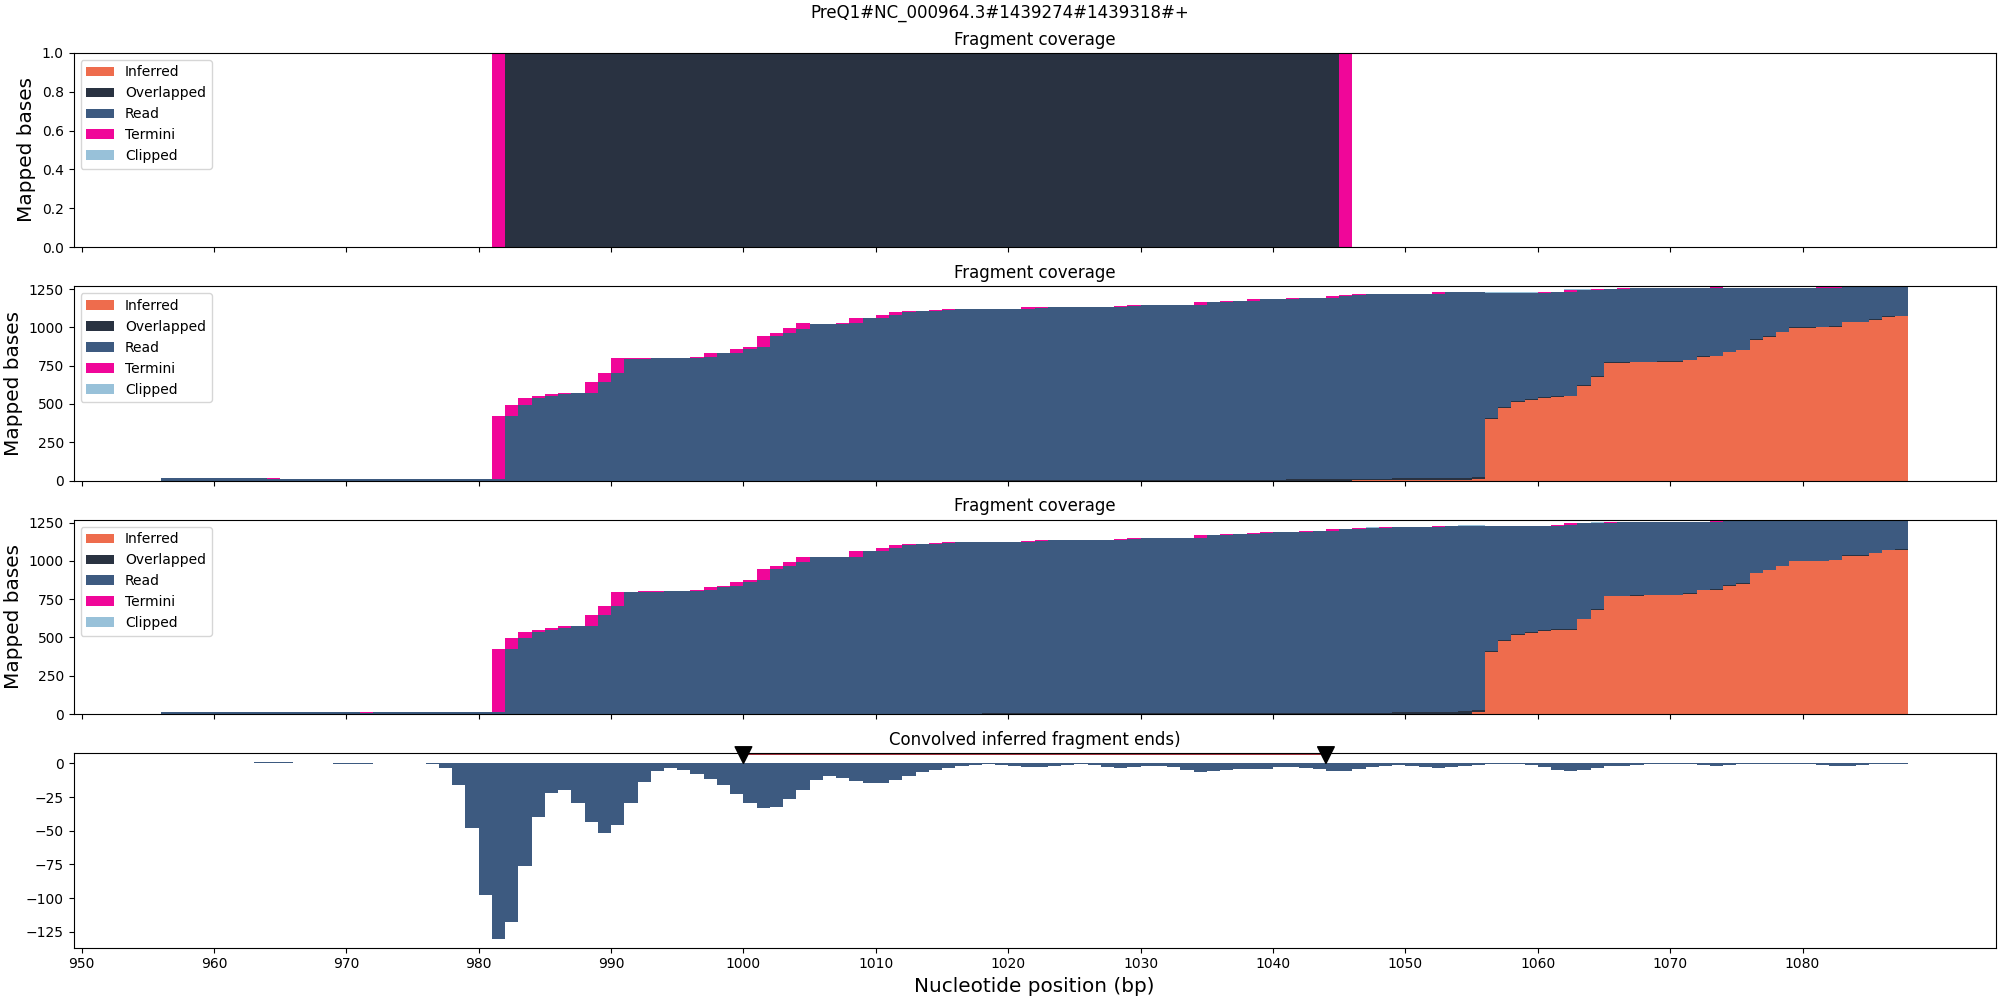 PreQ1#NC_000964.3#1439274#1439318#+
Fragment coverage
Mapped bases
1.0
0.8
0.6
0.4
0.2
0.0
Inferred
Overlapped
Read
Termini
Clipped
Fragment coverage
Mapped bases
1250
1000
750
500
250
0
Inferred
Overlapped
Read
Termini
Clipped
Fragment coverage
Mapped bases
1250
1000
750
500
250
0
Inferred
Overlapped
Read
Termini
Clipped
Convolved inferred fragment ends)
0
−25
−50
−75
−100
−125
950 960 970 980 990 1000 1010 1020 1030 1040 1050 1060 1070 1080
Nucleotide position (bp)